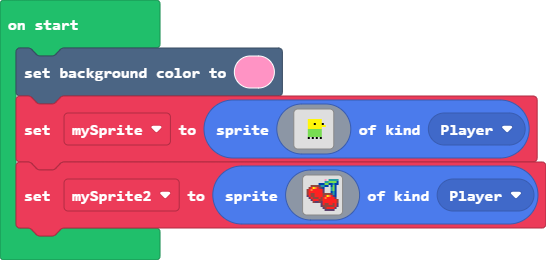 on start
set background color to
set mySprite to sprite of kind Player
set mySprite2 to sprite of kind Player